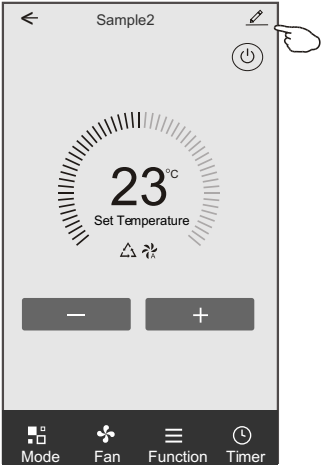 Sample2
23°C
Set Temperature
A
Mode Fan Function Timer